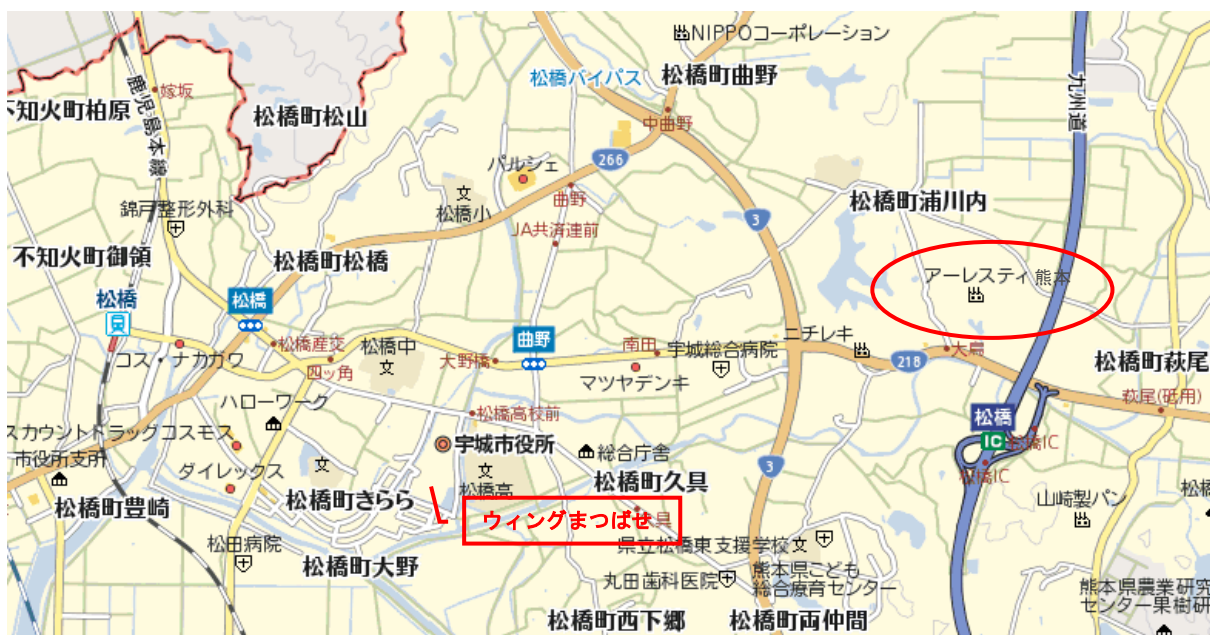 NIPPOコーポレーション
松橋バイパス
松橋町曲野
嫁坂
不知火町柏原
鹿児島本線
松橋町松山
中曲野
九州道
266
パルシェ
文
松橋小
曲野
松橋町浦川内
錦戸整形外科
3
JA共済連前
不知火町御領
松橋町松橋
アーレスティ熊本
松橋
松橋
曲野
ニチレキ
松橋産交
松橋中
文
大野橋
南田
宇城総合病院
218
コス・ナカガワ
四ッ角
マツヤデンキ
松橋町萩尾
ハローワーク
松橋高校前
松橋
萩尾(砥用)
スカウントドラッグコスモス
宇城市役所
総合庁舎
IC
松橋IC
市役所支所
ダイレックス
文
文
松橋高
3
松橋町久具
松橋IC
松橋町きらら
山崎製パン
松橋町豊崎
ウィングまつばせ
松田病院
県立松橋東支援学校
文
松橋町大野
丸田歯科医院
熊本県こども
総合療育センター
熊本県農業研究
センター果樹研
松橋町西下郷
松橋町両仲間